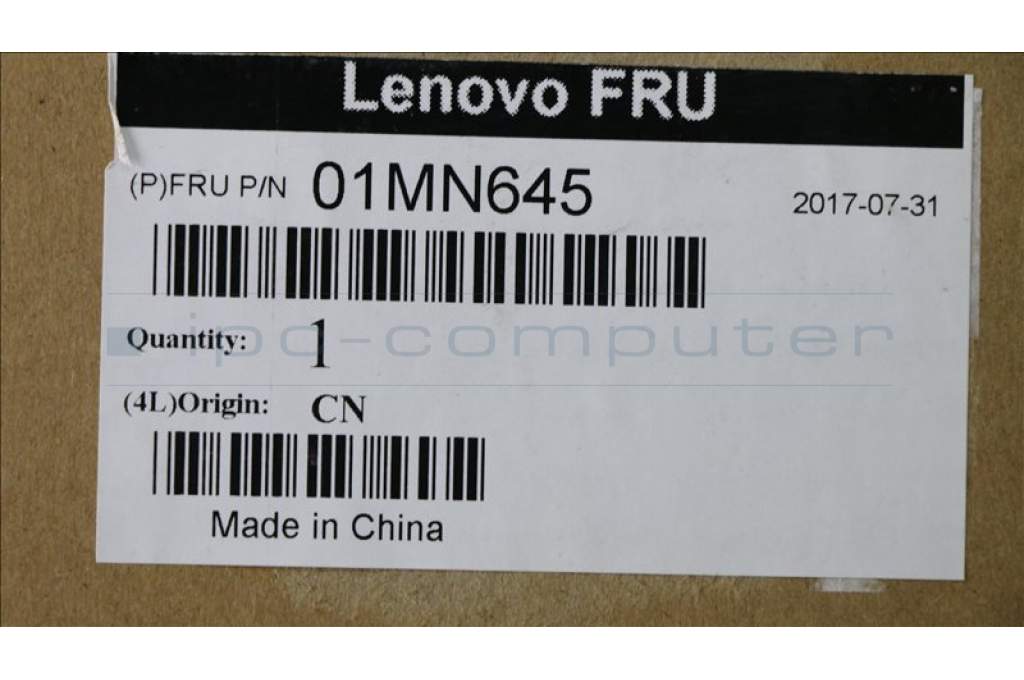 Lenovo FRU
(P)FRU P/N 01MN645
2017-07-31
ipc-computer
Quantity: 1
(4L)Origin: CN
Made in China